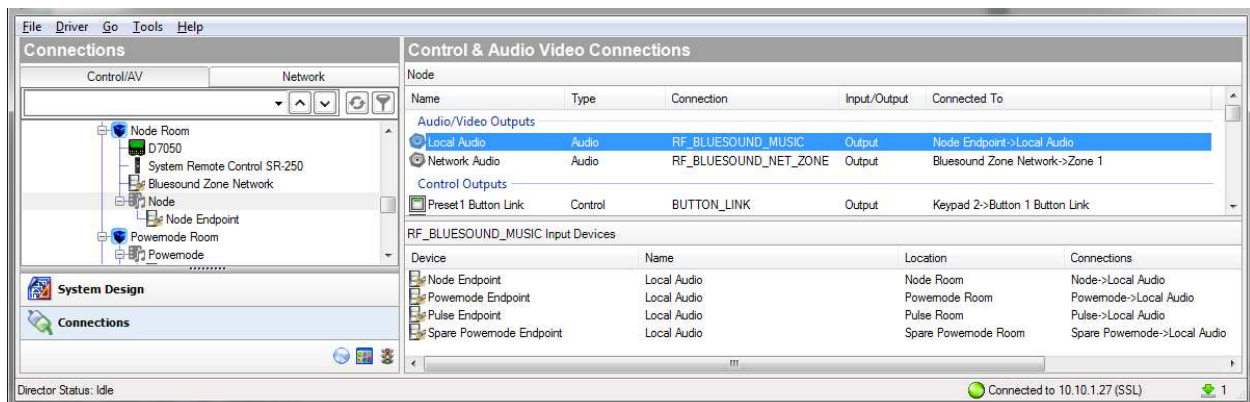 File Driver Go Tools Help
Connections
Control/AV Network
Node Room
D7050
System Remote Control SR-250
Bluesound Zone Network
Node
Node Endpoint
Powernode Room
Powernode
System Design
Connections
Control & Audio Video Connections
Node
Name Type Connection Input/Output Connected To
Audio/Video Outputs
Local Audio Audio RF_BLUESOUND_MUSIC Output Node Endpoint->Local Audio
Network Audio Audio RF_BLUESOUND_NET_ZONE Output Bluesound Zone Network->Zone 1
Control Outputs
Preset1 Button Link Control BUTTON_LINK Output Keypad 2->Button 1 Button Link
RF_BLUESOUND_MUSIC Input Devices
Device Name Location Connections
Node Endpoint Local Audio Node Room Node->Local Audio
Powernode Endpoint Local Audio Powernode Room Powernode->Local Audio
Pulse Endpoint Local Audio Pulse Room Pulse->Local Audio
Spare Powernode Endpoint Local Audio Spare Powernode Room Spare Powernode->Local Audio
Director Status: Idle Connected to 10.10.1.27 (SSL) 1